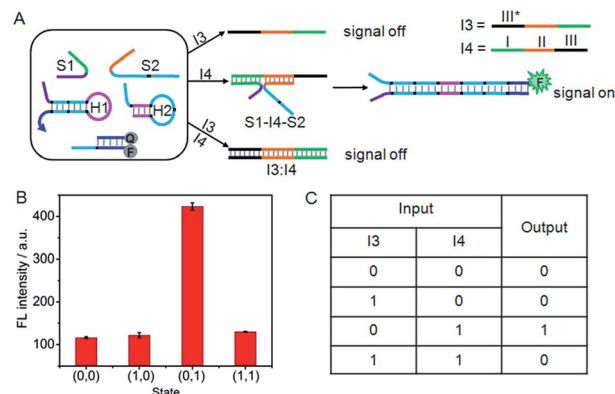 A
S1
S2
H1
H2
Q
F
I3
signal off
I4
S1-I4-S2
I3
I4
I3:I4
signal off
III*
I3 =
I II III
I4 =
F
signal on
B
FL intensity / a.u.
400
300
200
100
(0,0) (1,0) (0,1) (1,1)
State
C
Input Output
I3 I4
0 0 0
1 0 0
0 1 1
1 1 0